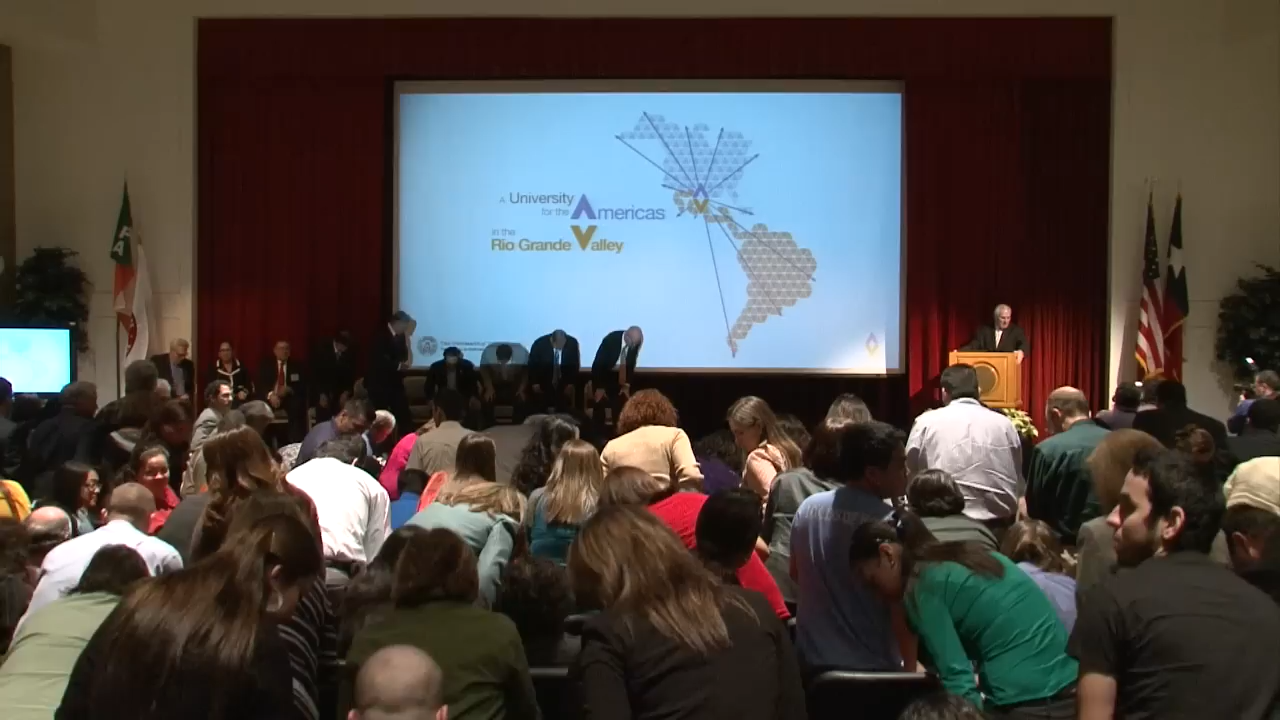 A University
for the Americas
in the
Rio Grande Valley